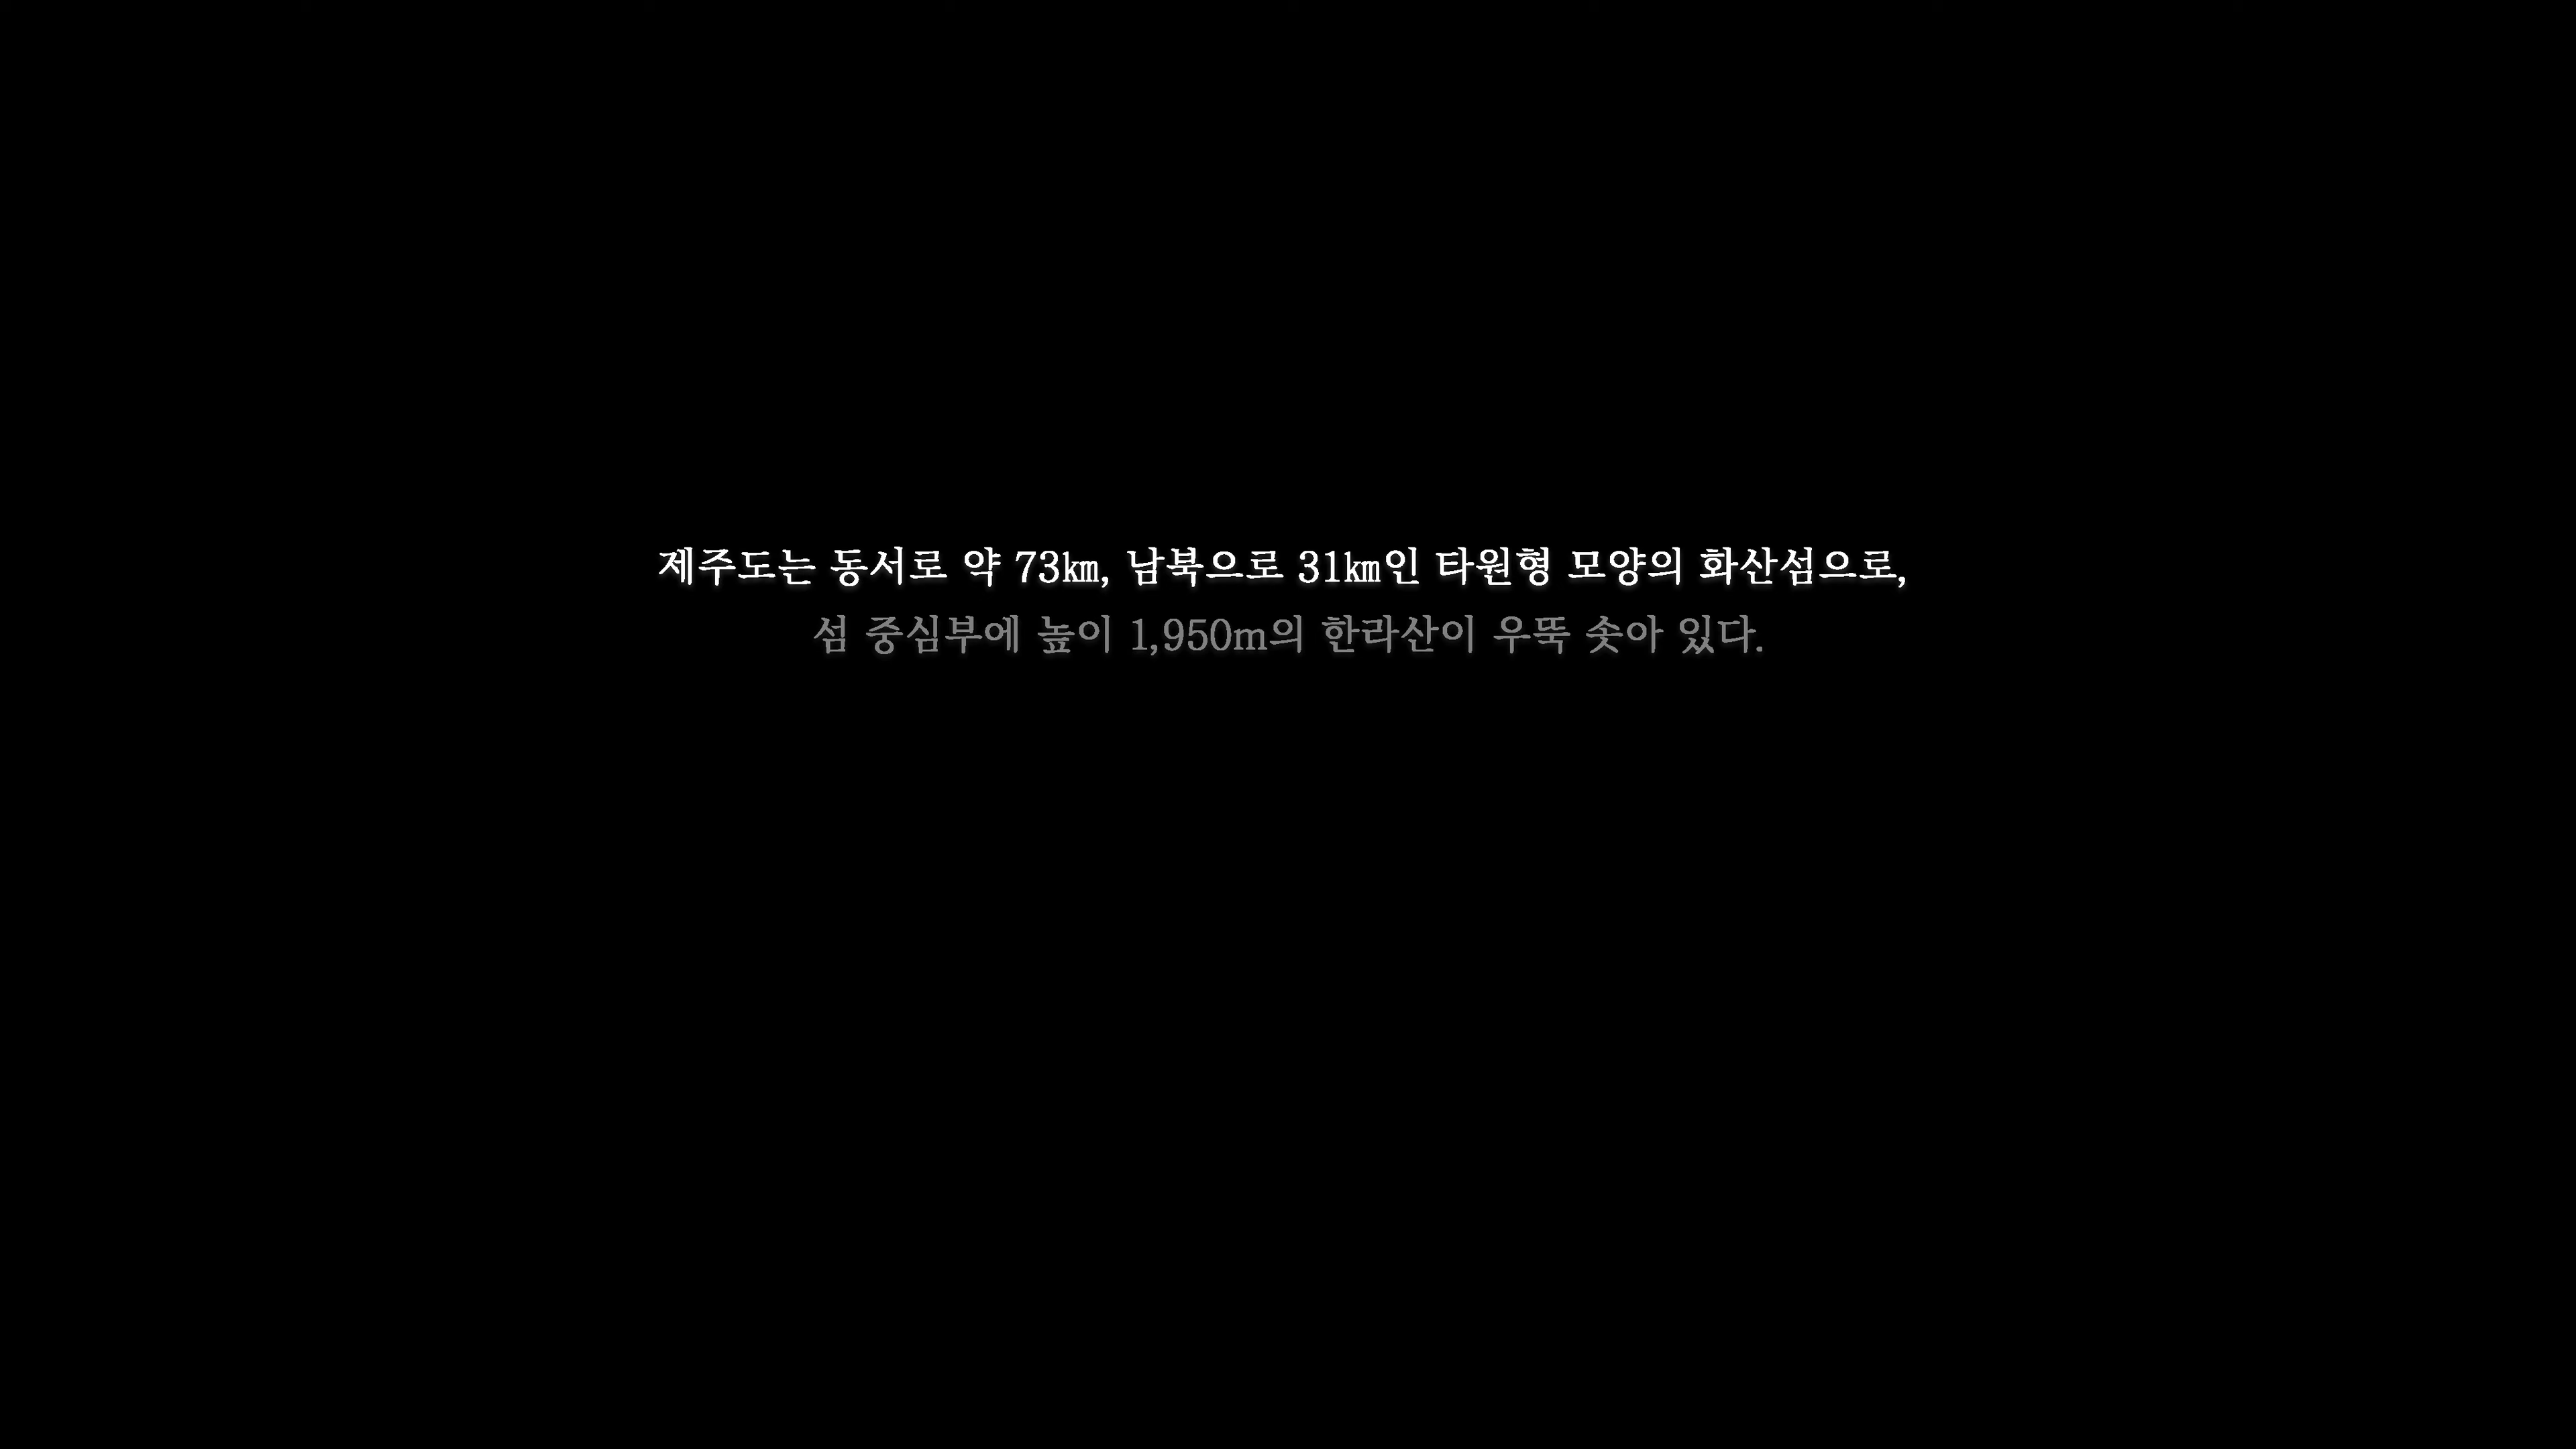 제주도는 동서로 약 73㎞, 남북으로 31㎞인 타원형 모양의 화산섬으로,
섬 중심부에 높이 1,950m의 한라산이 우뚝 솟아 있다.